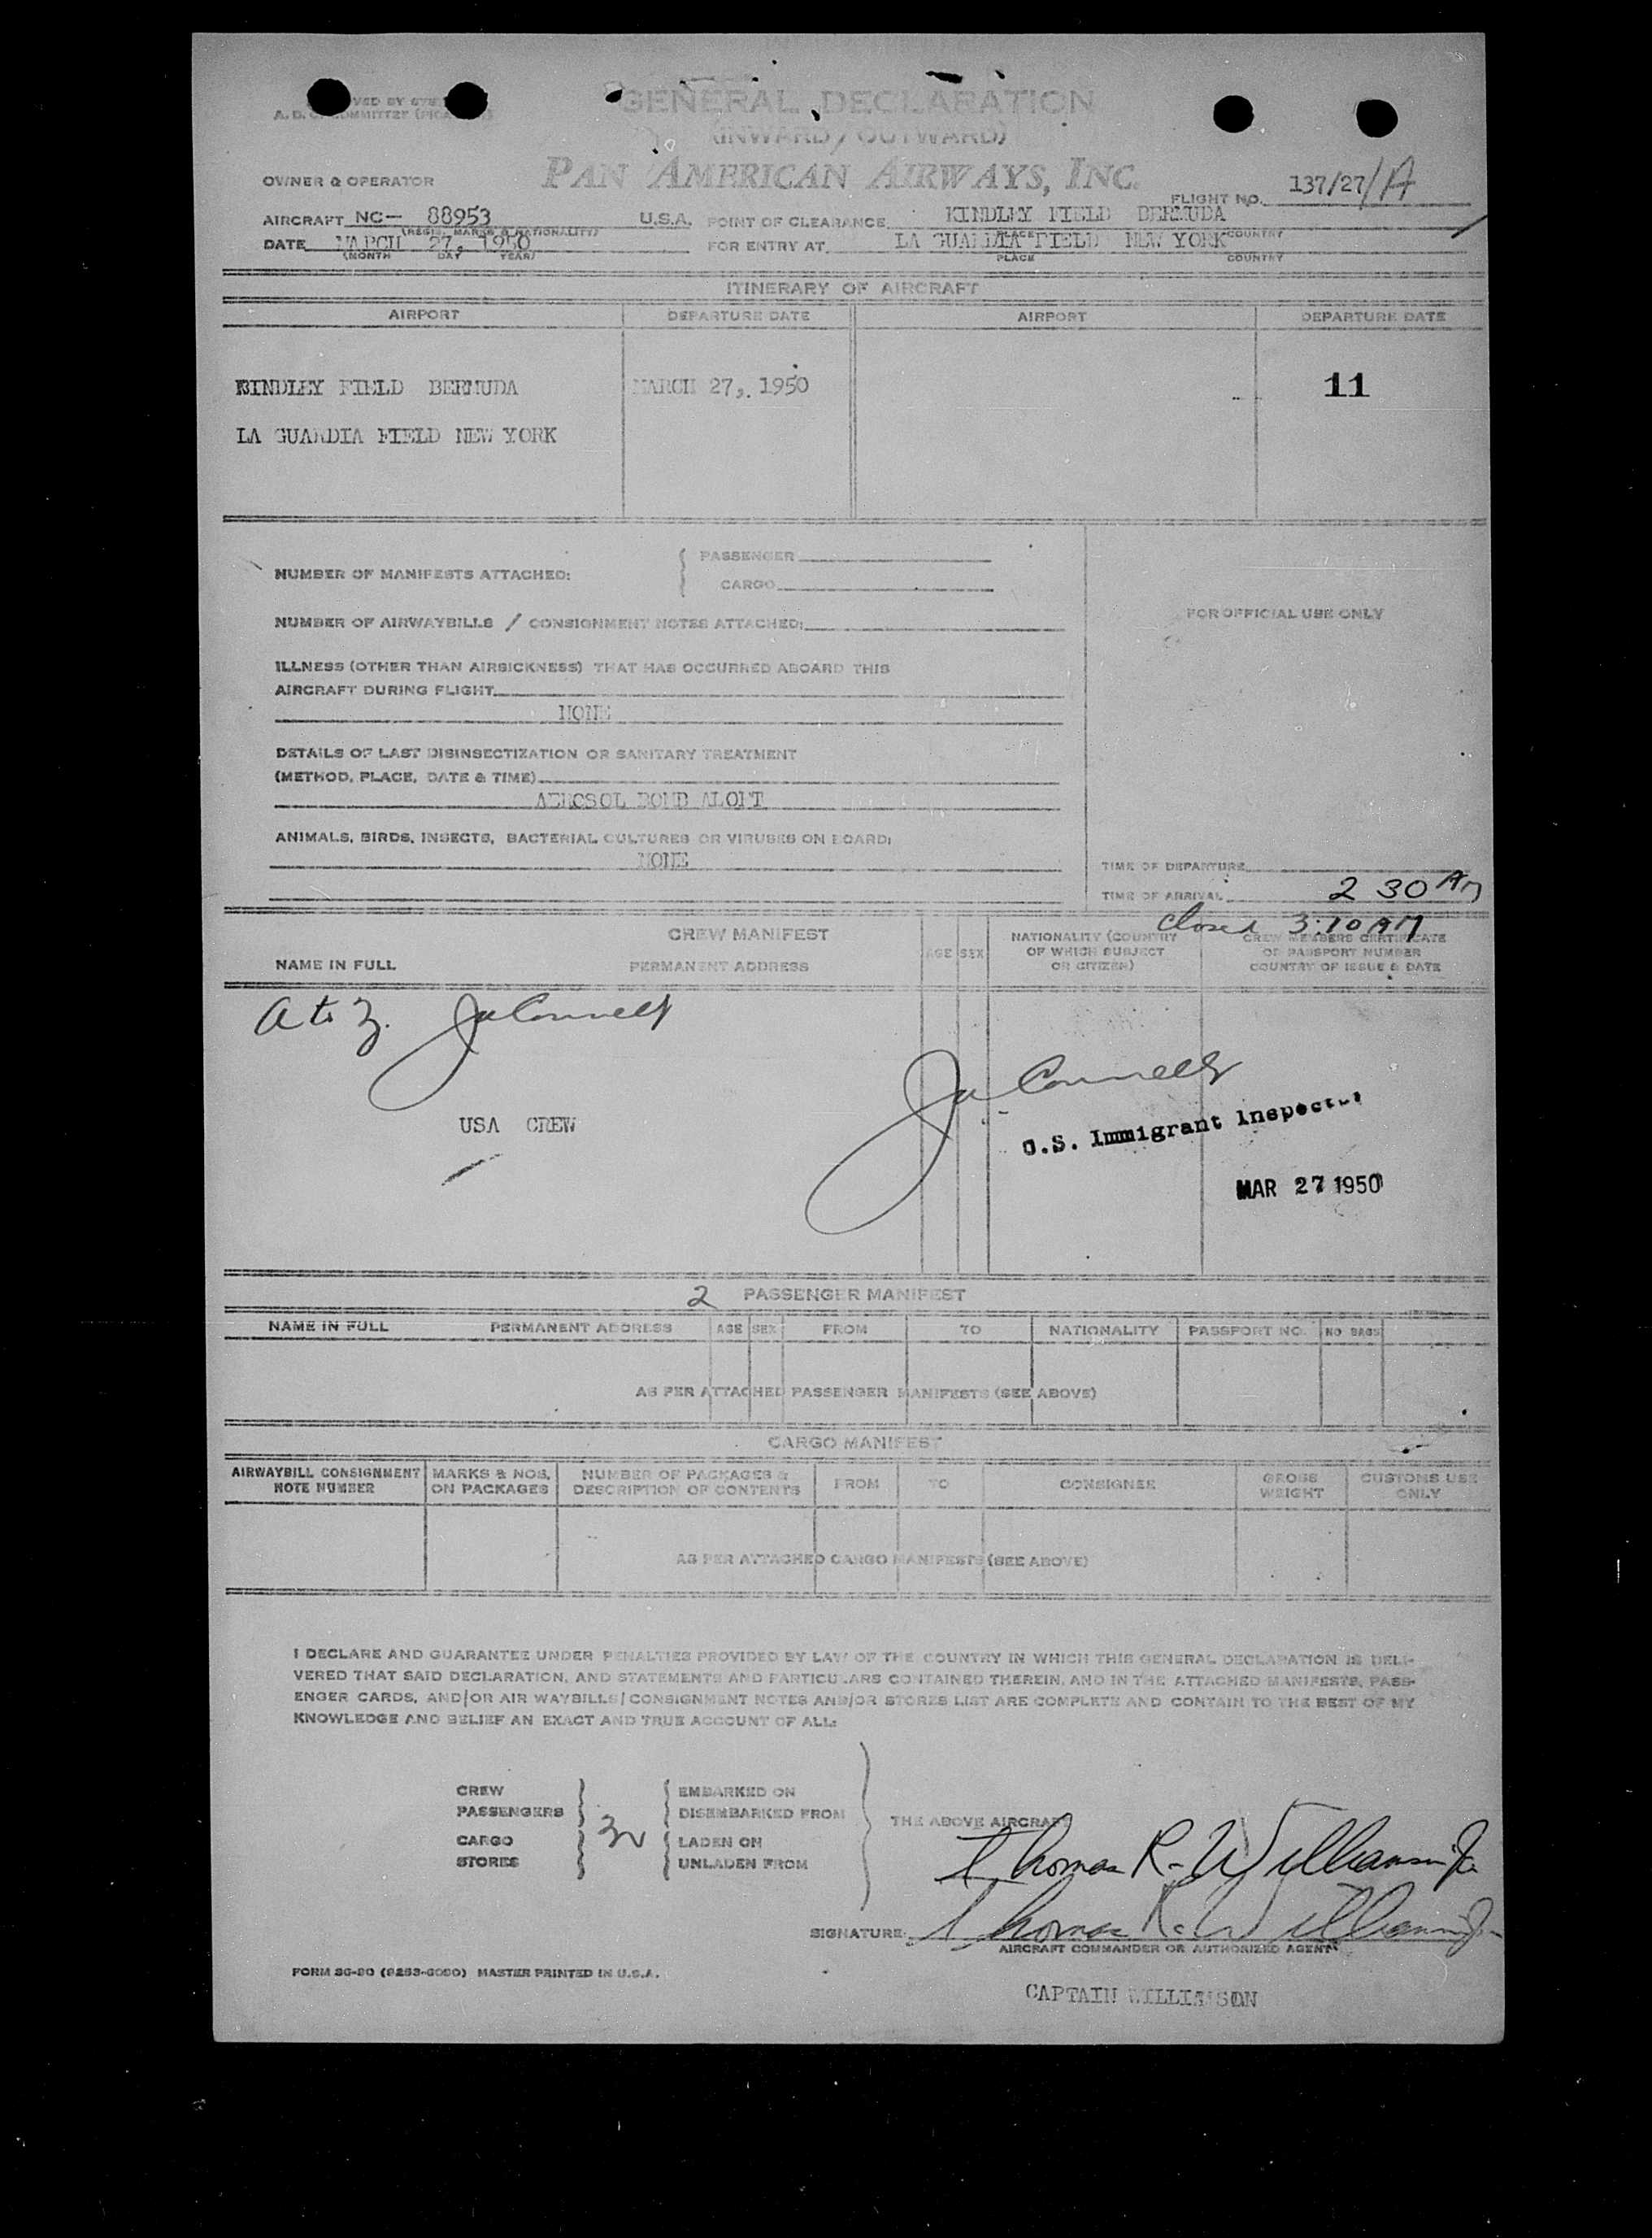 GENERAL DECLARATION
(INWARD / OUTWARD)
PAN AMERICAN AIRWAYS, INC.
OWNER & OPERATOR
FLIGHT NO. 137/27/A
AIRCRAFT NC- 88953 U.S.A. POINT OF CLEARANCE KINDLEY FIELD BERMUDA
(REGIS. MARKS & NATIONALITY) PLACE COUNTRY
DATE MARCH 27, 1950 FOR ENTRY AT LA GUARDIA FIELD NEW YORK
(MONTH DAY YEAR) PLACE COUNTRY
ITINERARY OF AIRCRAFT
AIRPORT DEPARTURE DATE AIRPORT DEPARTURE DATE
KINDLEY FIELD BERMUDA MARCH 27, 1950 11
LA GUARDIA FIELD NEW YORK
NUMBER OF MANIFESTS ATTACHED: PASSENGER
CARGO
FOR OFFICIAL USE ONLY
NUMBER OF AIRWAYBILLS / CONSIGNMENT NOTES ATTACHED:
ILLNESS (OTHER THAN AIRSICKNESS) THAT HAS OCCURRED ABOARD THIS
AIRCRAFT DURING FLIGHT
NONE
DETAILS OF LAST DISINSECTIZATION OR SANITARY TREATMENT
(METHOD, PLACE, DATE & TIME)
AEROSOL BOMB ALOFT
ANIMALS, BIRDS, INSECTS, BACTERIAL CULTURES OR VIRUSES ON BOARD:
NONE
TIME OF DEPARTURE
TIME OF ARRIVAL 2 30 AM
closed 3:10 AM
CREW MANIFEST
NAME IN FULL PERMANENT ADDRESS AGE SEX NATIONALITY (COUNTRY OF WHICH SUBJECT OR CITIZEN) CREW MEMBERS CERTIFICATE OR PASSPORT NUMBER COUNTRY OF ISSUE & DATE
A to Z.
USA CREW
U.S. Immigrant Inspector
MAR 27 1950
2 PASSENGER MANIFEST
NAME IN FULL PERMANENT ADDRESS AGE SEX FROM TO NATIONALITY PASSPORT NO. NO BAGS
AS PER ATTACHED PASSENGER MANIFESTS (SEE ABOVE)
CARGO MANIFEST
AIRWAYBILL CONSIGNMENT NOTE NUMBER MARKS & NOS. ON PACKAGES NUMBER OF PACKAGES & DESCRIPTION OF CONTENTS FROM TO CONSIGNEE GROSS WEIGHT CUSTOMS USE ONLY
AS PER ATTACHED CARGO MANIFESTS (SEE ABOVE)
I DECLARE AND GUARANTEE UNDER PENALTIES PROVIDED BY LAW OF THE COUNTRY IN WHICH THIS GENERAL DECLARATION IS DELI-
VERED THAT SAID DECLARATION, AND STATEMENTS AND PARTICULARS CONTAINED THEREIN, AND IN THE ATTACHED MANIFESTS, PASS-
ENGER CARDS, AND/OR AIR WAYBILLS/CONSIGNMENT NOTES AND/OR STORES LIST ARE COMPLETE AND CONTAIN TO THE BEST OF MY
KNOWLEDGE AND BELIEF AN EXACT AND TRUE ACCOUNT OF ALL:
CREW EMBARKED ON
PASSENGERS DISEMBARKED FROM
THE ABOVE AIRCRAFT
CARGO LADEN ON
STORES UNLADEN FROM
Thomas R. Williamson Jr.
SIGNATURE: Thomas R. Williamson Jr.
AIRCRAFT COMMANDER OR AUTHORIZED AGENT
MASTER PRINTED IN U.S.A.
CAPTAIN WILLIAMSON